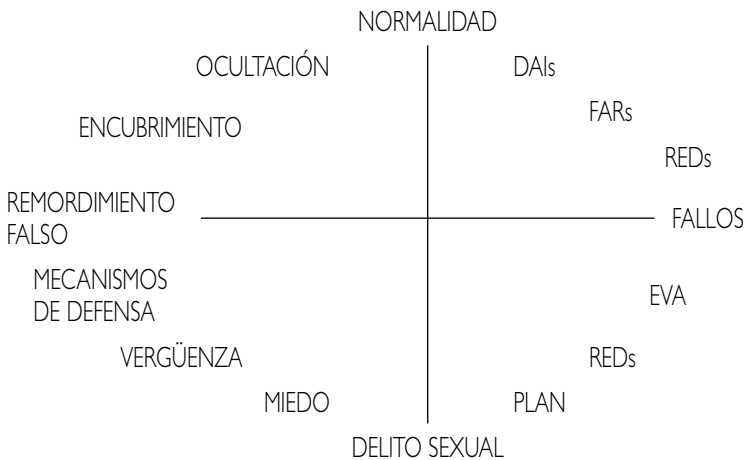 NORMALIDAD
OCULTACIÓN
DAIs
ENCUBRIMIENTO
FARs
REDs
REMORDIMIENTO
FALSO
FALLOS
MECANISMOS
DE DEFENSA
EVA
VERGÜENZA
REDs
MIEDO
PLAN
DELITO SEXUAL